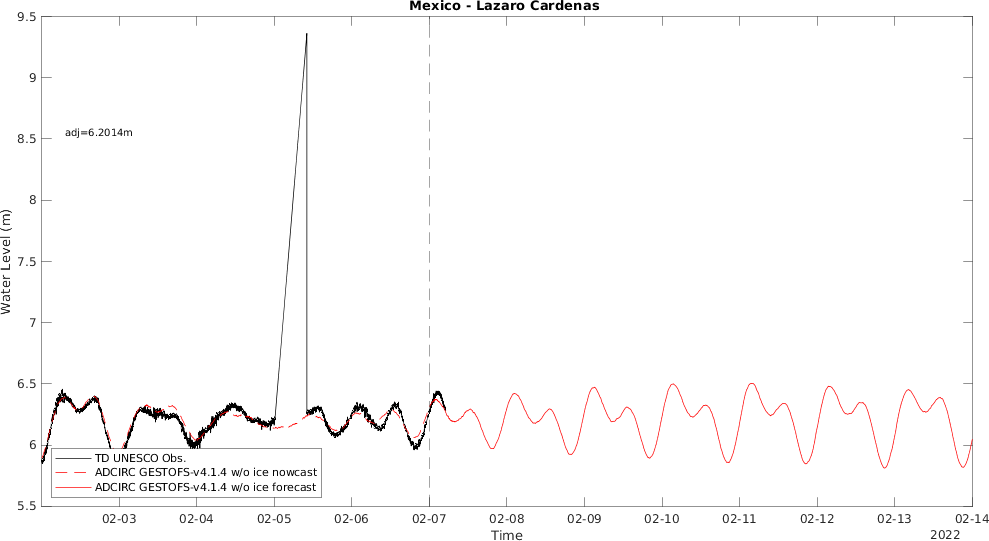 Mexico - Lazaro Cardenas
9.5
9
8.5
8
7.5
7
6.5
6
5.5
Water Level (m)
adj=6.2014m
TD UNESCO Obs.
ADCIRC GESTOFS-v4.1.4 w/o ice nowcast
ADCIRC GESTOFS-v4.1.4 w/o ice forecast
02-03 02-04 02-05 02-06 02-07 02-08 02-09 02-10 02-11 02-12 02-13 02-14
Time
2022